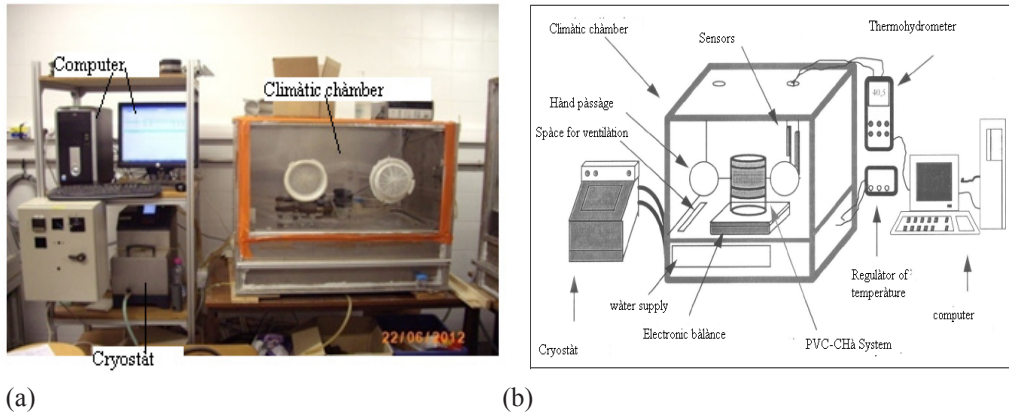 Computer
Climàtic chàmber
Cryostàt
22/06/2012
(a)
Climàtic chàmber
Sensors
Thermohydrometer
40,5
Hànd pàssàge
Spàce for ventilàtion
Regulàtor of
temperàture
wàter supply
computer
Electronic bàlànce
Cryostàt
PVC-CHà System
(b)